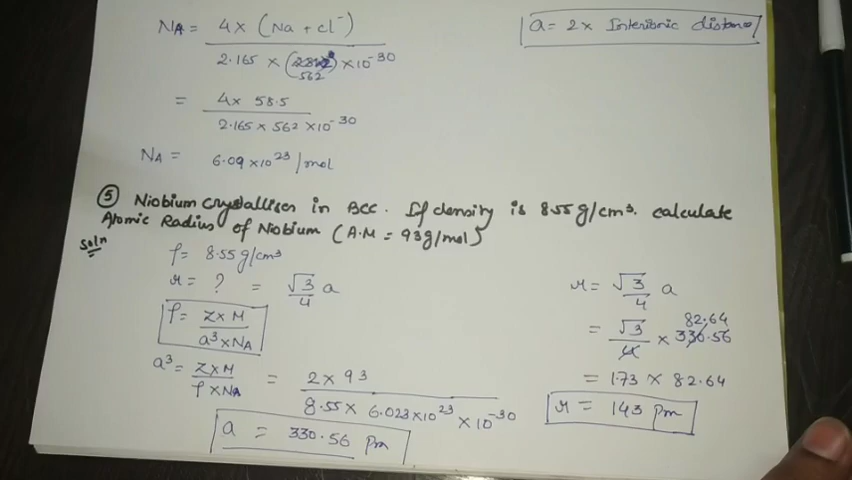 NA = 4 x (Na + Cl⁻)
a = 2 x Interionic distance
2.165 x (562)³ x 10⁻³⁰
= 4 x 58.5
2.165 x 562 x 10⁻³⁰
NA = 6.09 x 10²³ / mol
⑤ Niobium crystallises in BCC. If density is 8.55 g/cm³. calculate
Atomic Radius of Niobium (A.M = 93 g/mol)
Soln
ρ = 8.55 g/cm³
r = ? = √3/4 a
ρ = Z x M
a³ x NA
a³ = Z x M / ρ x NA = 2 x 93
8.55 x 6.023 x 10²³ x 10⁻³⁰
a = 330.56 pm
r = √3/4 a
82.64
= √3/4 x 330.56
= 1.73 x 82.64
r = 143 pm